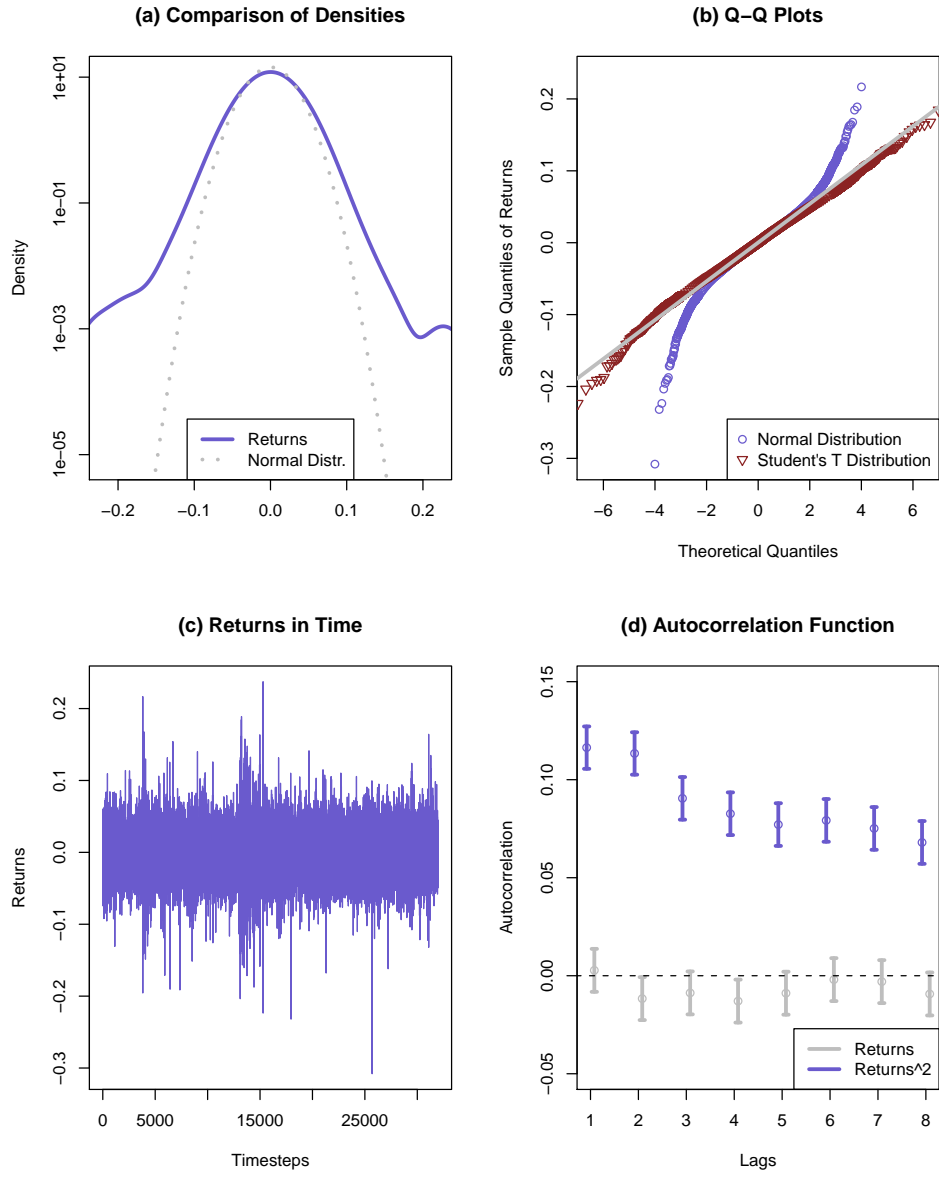 (a) Comparison of Densities
Density
1e+01
1e−01
1e−03
1e−05
Returns
Normal Distr.
−0.2 −0.1 0.0 0.1 0.2
(b) Q−Q Plots
Sample Quantiles of Returns
0.2
0.1
0.0
−0.1
−0.2
−0.3
Normal Distribution
Student's T Distribution
−6 −4 −2 0 2 4 6
Theoretical Quantiles
(c) Returns in Time
Returns
0.2
0.1
0.0
−0.1
−0.2
−0.3
0 5000 15000 25000
Timesteps
(d) Autocorrelation Function
Autocorrelation
0.15
0.10
0.05
0.00
−0.05
Returns
Returns^2
1 2 3 4 5 6 7 8
Lags